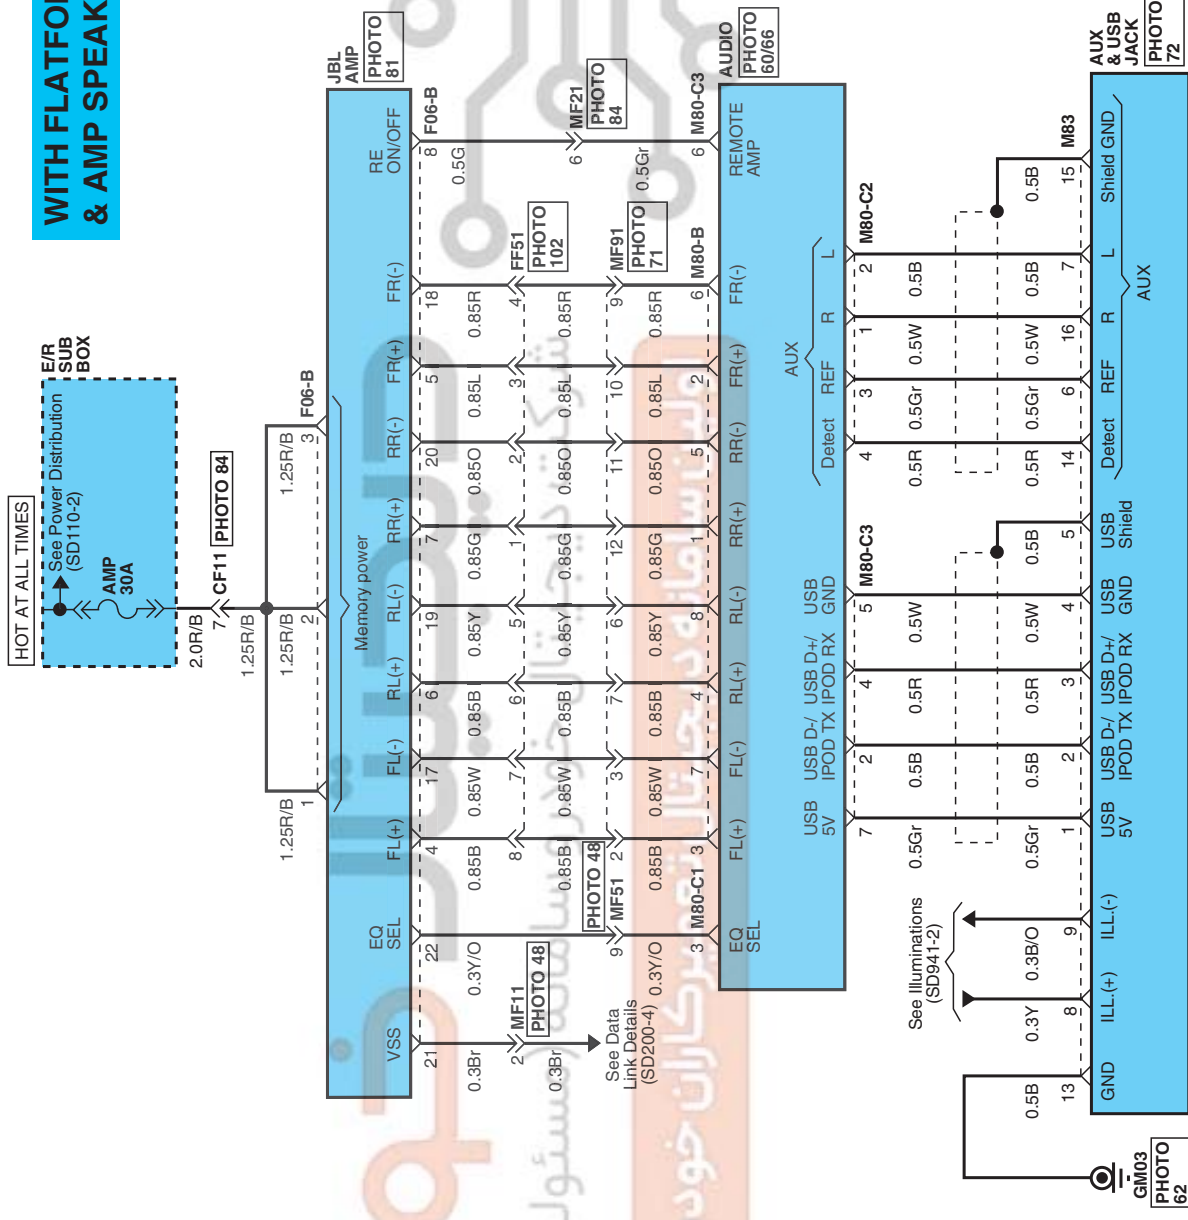 WITH FLATFO
& AMP SPEAK
HOT AT ALL TIMES
E/R
SUB
BOX
See Power Distribution
(SD110-2)
AMP
30A
2.0R/B
7
CF11
PHOTO 84
1.25R/B
1.25R/B
1.25R/B
1.25R/B
1
2
3
F06-B
Memory power
JBL
AMP
PHOTO
81
VSS
EQ
SEL
FL(+)
FL(-)
RL(+)
RL(-)
RR(+)
RR(-)
FR(+)
FR(-)
RE
ON/OFF
21
22
4
17
6
19
7
20
5
18
8
F06-B
0.3Br
0.3Y/O
0.85B
0.85W
0.85B
0.85Y
0.85G
0.85O
0.85L
0.85R
0.5G
2
MF11
PHOTO 48
8
7
6
5
1
2
3
4
FF51
PHOTO
102
6
MF21
PHOTO
84
0.3Br
0.85B
0.85W
0.85B
0.85Y
0.85G
0.85O
0.85L
0.85R
See Data
Link Details
(SD200-4)
9
MF51
PHOTO 48
2
3
7
6
12
11
10
9
MF91
PHOTO
71
0.3Y/O
0.85B
0.85W
0.85B
0.85Y
0.85G
0.85O
0.85L
0.85R
0.5Gr
3
M80-C1
3
7
4
8
1
5
2
6
M80-B
6
M80-C3
EQ
SEL
FL(+)
FL(-)
RL(+)
RL(-)
RR(+)
RR(-)
FR(+)
FR(-)
REMOTE
AMP
AUDIO
PHOTO
60/66
USB
5V
USB D-/
IPOD TX
USB D+/
IPOD RX
USB
GND
AUX
Detect
REF
R
L
7
2
4
5
M80-C3
4
3
1
2
M80-C2
0.5Gr
0.5B
0.5R
0.5W
0.5R
0.5Gr
0.5W
0.5B
See Illuminations
(SD941-2)
0.5B
0.3Y
0.3B/O
0.5Gr
0.5B
0.5R
0.5W
0.5B
0.5R
0.5Gr
0.5W
0.5B
0.5B
13
8
9
1
2
3
4
5
14
6
16
7
15
M83
GND
ILL.(+)
ILL.(-)
USB
5V
USB D-/
IPOD TX
USB D+/
IPOD RX
USB
GND
USB
Shield
Detect
REF
R
L
Shield GND
AUX
AUX
& USB
JACK
PHOTO
72
GM03
PHOTO
62
شرکت دیجیتال خودرو سامانه (مسئول
اولین سامانه دیجیتال تعمیرکاران خود